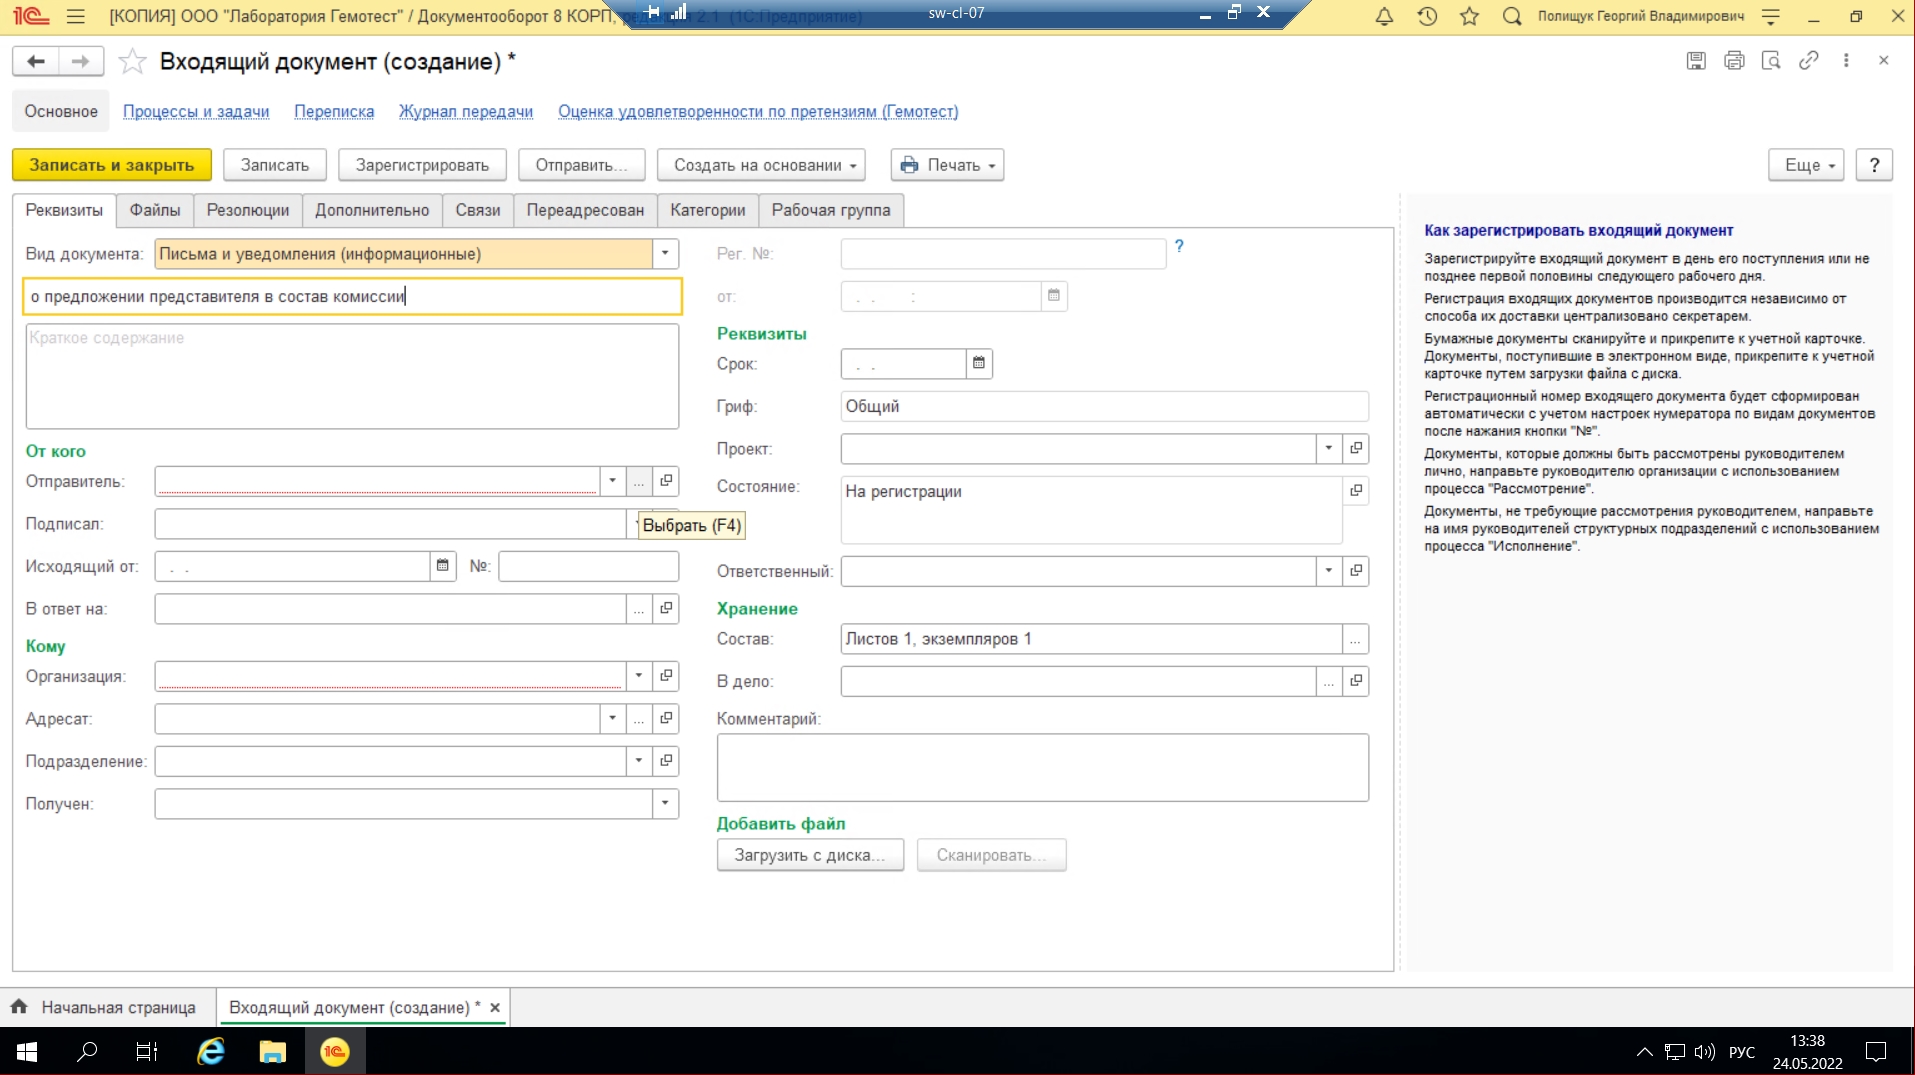 [КОПИЯ] ООО "Лаборатория Гемотест" / Документооборот 8 КОРП, редакция 2.1 (1С:Предприятие)
sw-cl-07
Полищук Георгий Владимирович
Входящий документ (создание) *
Основное Процессы и задачи Переписка Журнал передачи Оценка удовлетворенности по претензиям (Гемотест)
Записать и закрыть Записать Зарегистрировать Отправить... Создать на основании Печать Еще ?
Реквизиты Файлы Резолюции Дополнительно Связи Переадресован Категории Рабочая группа
Вид документа: Письма и уведомления (информационные)
о предложении представителя в состав комиссии
Краткое содержание
От кого
Отправитель: ...
Подписал:
Выбрать (F4)
Исходящий от: . . №:
В ответ на: ...
Кому
Организация:
Адресат: ...
Подразделение:
Получен:
Рег. №: ?
от: . . :
Реквизиты
Срок: . .
Гриф: Общий
Проект:
Состояние: На регистрации
Ответственный:
Хранение
Состав: Листов 1, экземпляров 1 ...
В дело: ...
Комментарий:
Добавить файл
Загрузить с диска... Сканировать...
Как зарегистрировать входящий документ
Зарегистрируйте входящий документ в день его поступления или не
позднее первой половины следующего рабочего дня.
Регистрация входящих документов производится независимо от
способа их доставки централизовано секретарем.
Бумажные документы сканируйте и прикрепите к учетной карточке.
Документы, поступившие в электронном виде, прикрепите к учетной
карточке путем загрузки файла с диска.
Регистрационный номер входящего документа будет сформирован
автоматически с учетом настроек нумератора по видам документов
после нажания кнопки "№".
Документы, которые должны быть рассмотрены руководителем
лично, направьте руководителю организации с использованием
процесса "Рассмотрение".
Документы, не требующие рассмотрения руководителем, направьте
на имя руководителей структурных подразделений с использованием
процесса "Исполнение".
Начальная страница Входящий документ (создание) *
РУС
13:38
24.05.2022